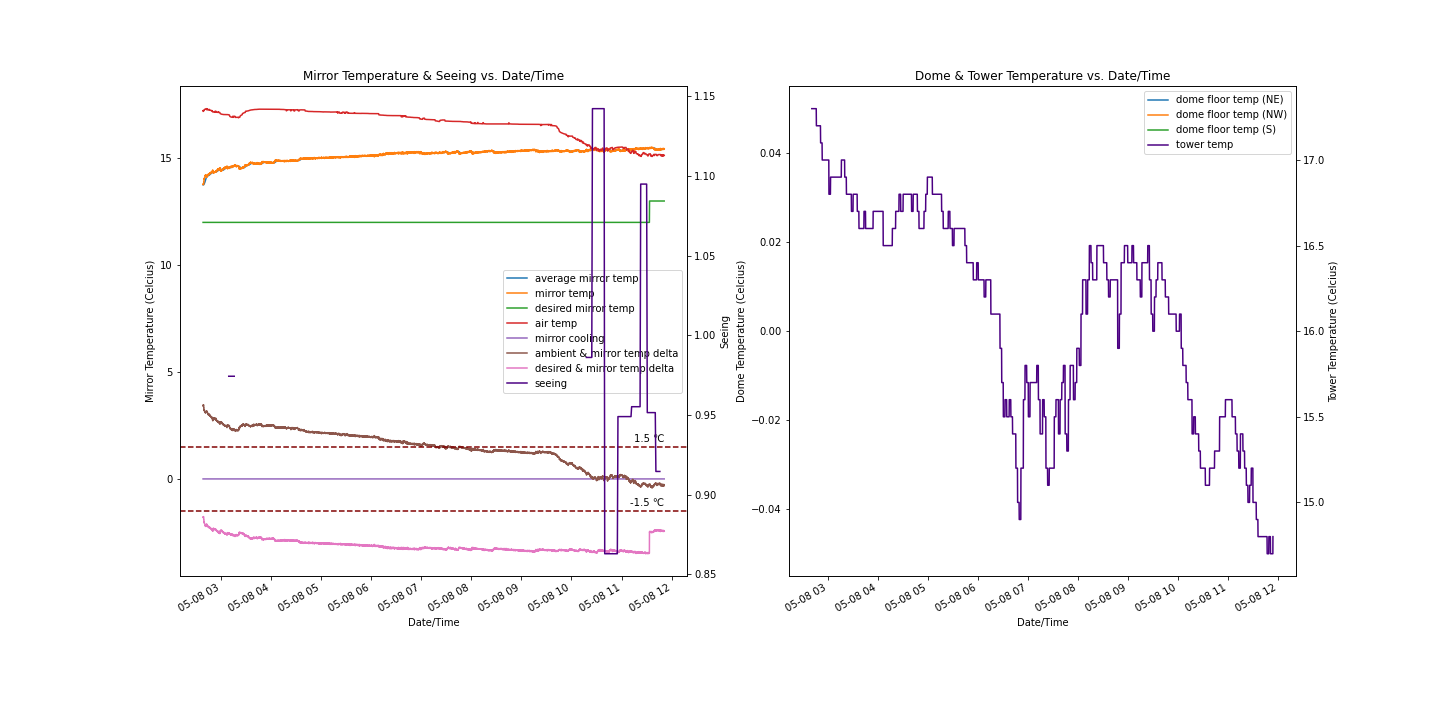 Mirror Temperature & Seeing vs. Date/Time
Mirror Temperature (Celcius)
15
10
5
0
1.15
1.10
1.05
1.00
0.95
0.90
0.85
Seeing
average mirror temp
mirror temp
desired mirror temp
air temp
mirror cooling
ambient & mirror temp delta
desired & mirror temp delta
seeing
1.5 °C
-1.5 °C
05-08 03
05-08 04
05-08 05
05-08 06
05-08 07
05-08 08
05-08 09
05-08 10
05-08 11
05-08 12
Date/Time
Dome & Tower Temperature vs. Date/Time
Dome Temperature (Celcius)
0.04
0.02
0.00
−0.02
−0.04
17.0
16.5
16.0
15.5
15.0
Tower Temperature (Celcius)
dome floor temp (NE)
dome floor temp (NW)
dome floor temp (S)
tower temp
05-08 03
05-08 04
05-08 05
05-08 06
05-08 07
05-08 08
05-08 09
05-08 10
05-08 11
05-08 12
Date/Time